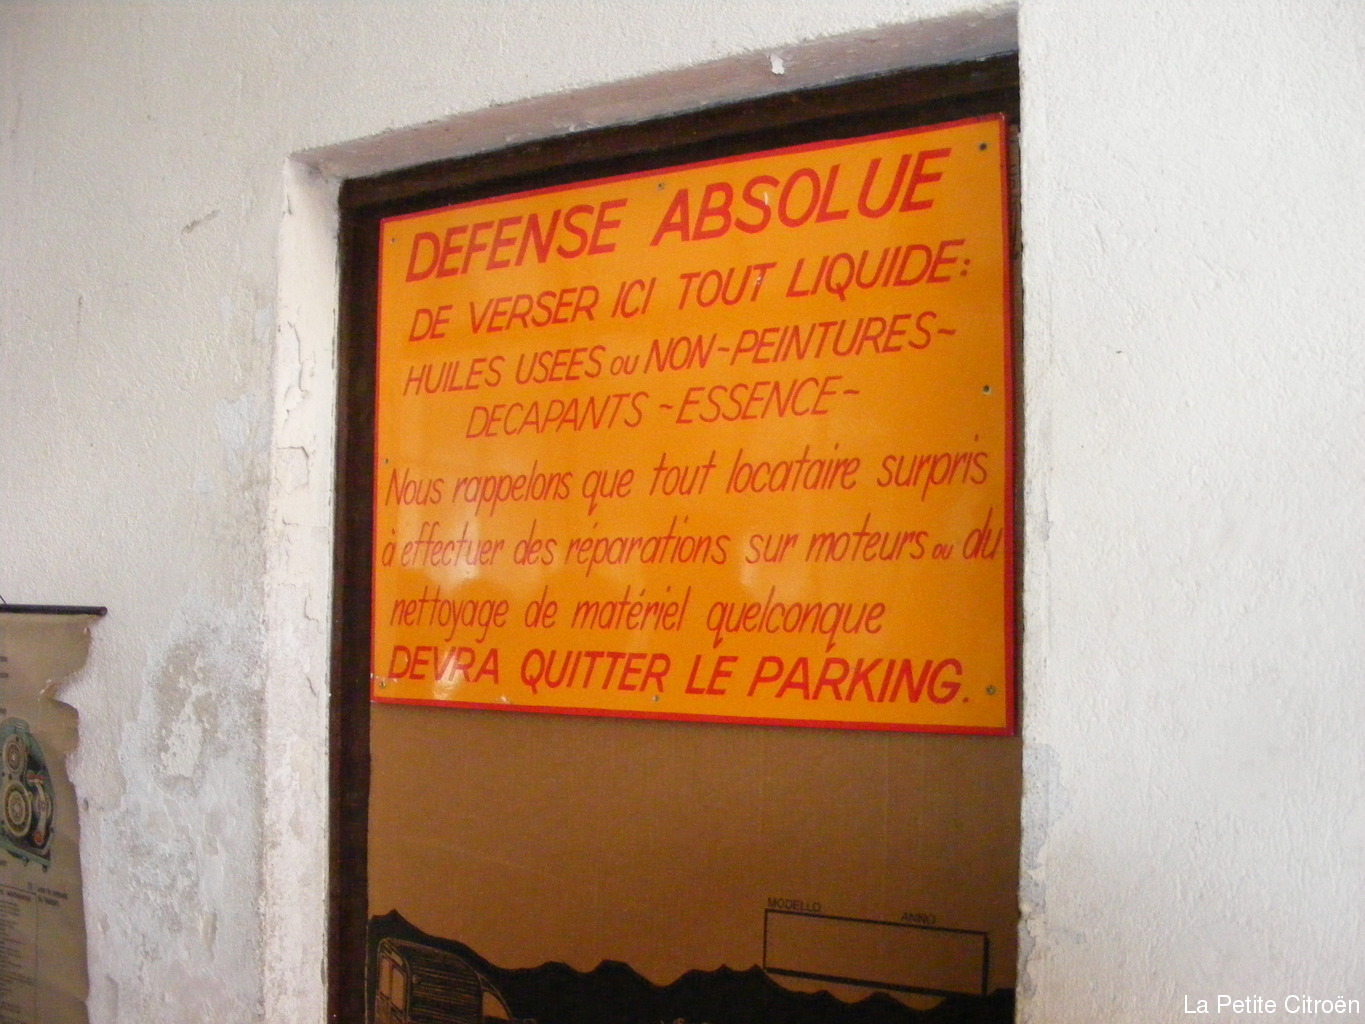 DEFENSE ABSOLUE
DE VERSER ICI TOUT LIQUIDE:
HUILES USEES ou NON~PEINTURES~
DECAPANTS ~ESSENCE~
Nous rappelons que tout locataire surpris
à effectuer des réparations sur moteurs ou du
nettoyage de matériel quelconque
DEVRA QUITTER LE PARKING.
MODELLO ANNO
La Petite Citroën